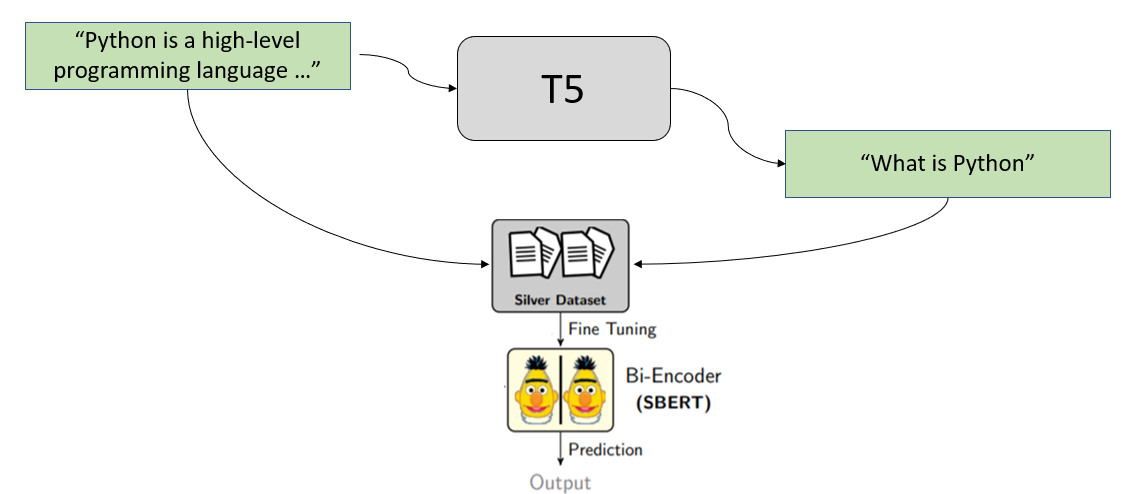 “Python is a high-level
programming language …”
T5
“What is Python”
Silver Dataset
Fine Tuning
Bi-Encoder
(SBERT)
Prediction
Output